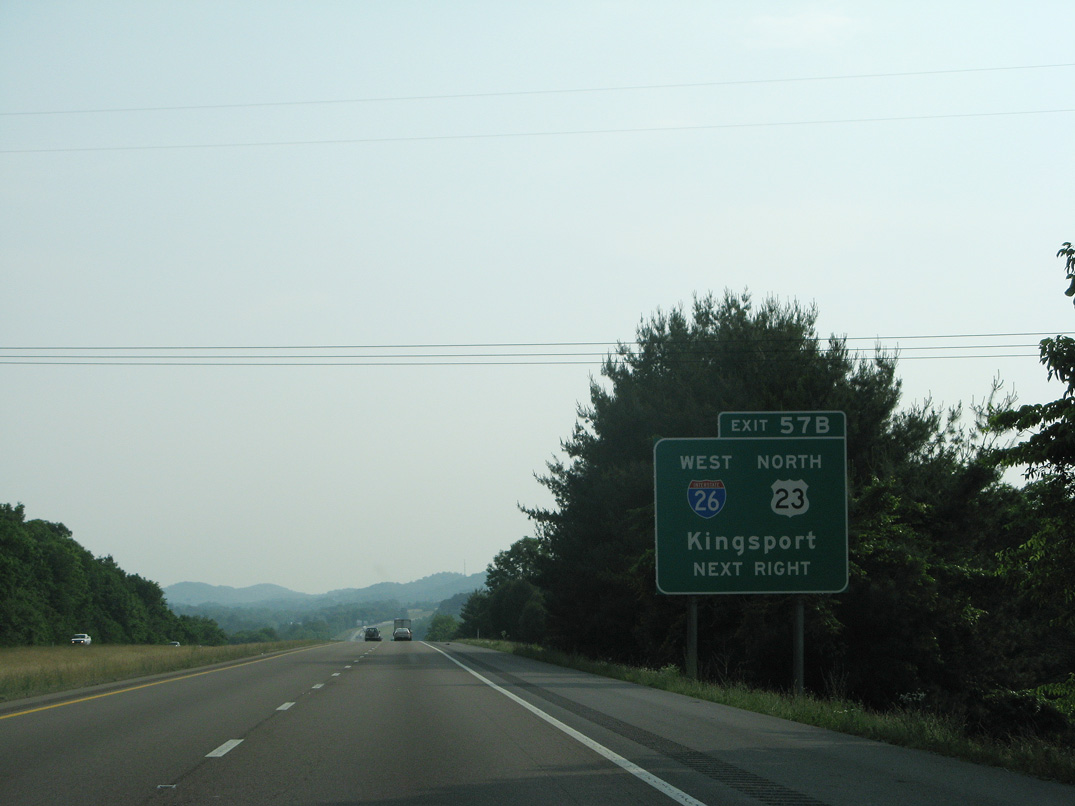 EXIT 57B
WEST NORTH
INTERSTATE
26 23
Kingsport
NEXT RIGHT